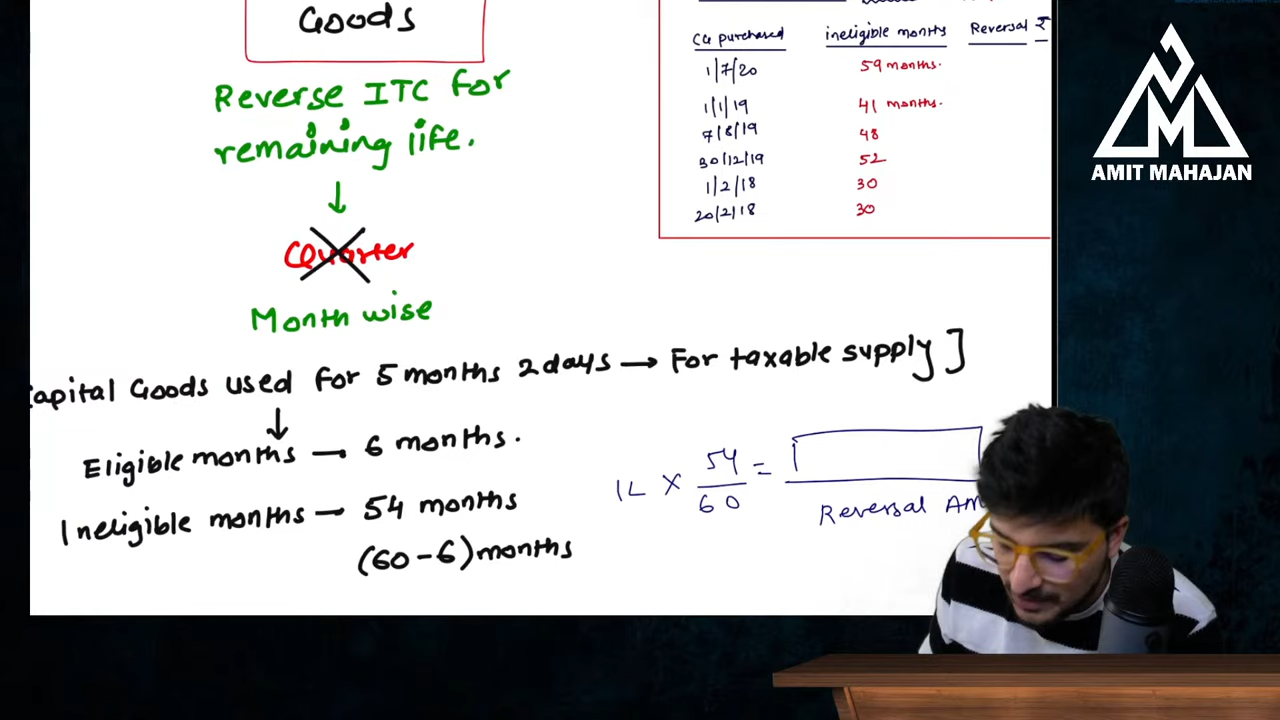 Goods
Reverse ITC for
remaining life.
Quarter
Month wise
CG purchased ineligible months Reversal ₹
1/7/20 59 months.
1/1/19 41 months.
7/8/19 48
30/12/19 52
1/2/18 30
20/2/18 30
Capital Goods used for 5 months 2 days → For taxable supply]
Eligible months → 6 months.
Ineligible months → 54 months
(60-6) months
1L × 54/60 =
Reversal Am
AMIT MAHAJAN